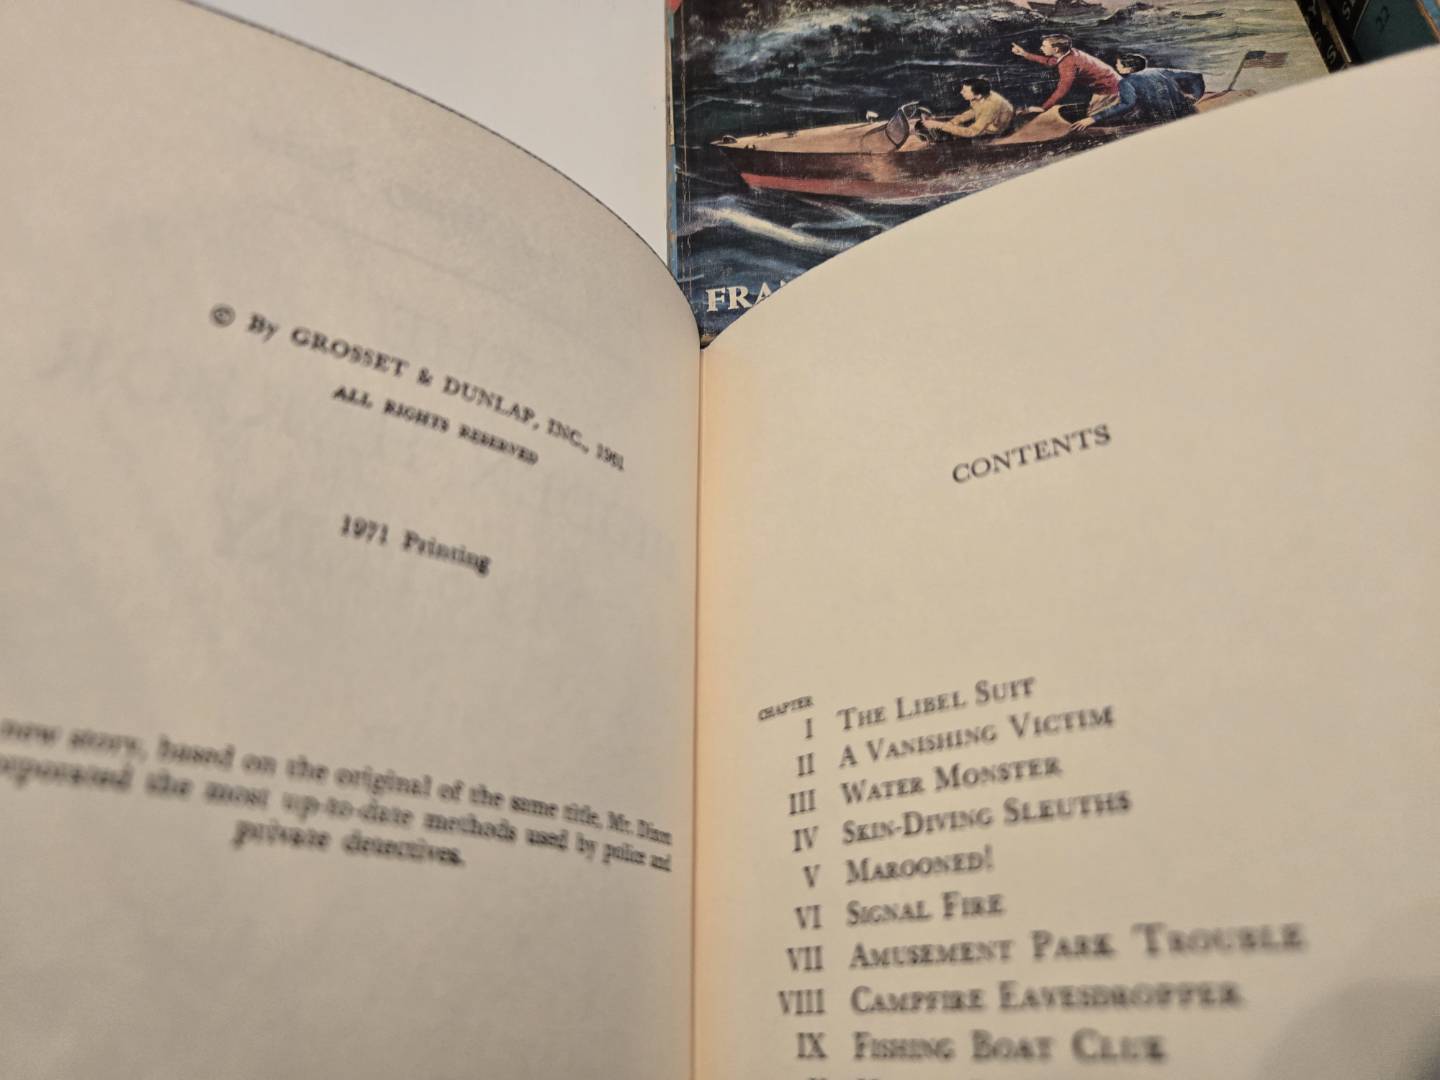 © By GROSSET & DUNLAP, INC., 1961
ALL RIGHTS RESERVED
1971 Printing
new story, based on the original of the same title, Mr. Dixon
the most up-to-date methods used by police and
private detectives.
FRAN
CONTENTS
CHAPTER
I THE LIBEL SUIT
II A VANISHING VICTIM
III WATER MONSTER
IV SKIN-DIVING SLEUTHS
V MAROONED!
VI SIGNAL FIRE
VII AMUSEMENT PARK TROUBLE
VIII CAMPFIRE EAVESDROPPER
IX FISHING BOAT CLUE
32